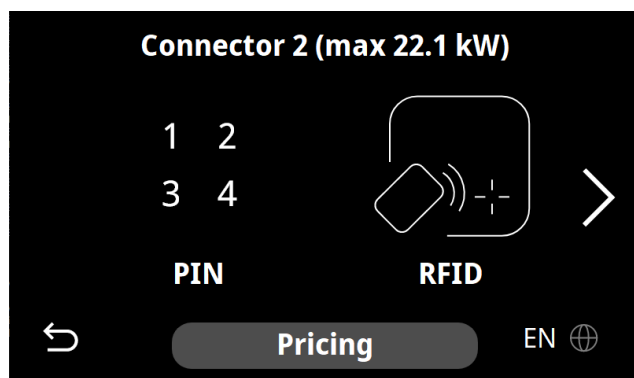 Connector 2 (max 22.1 kW)
1 2
3 4
PIN
RFID
Pricing
EN